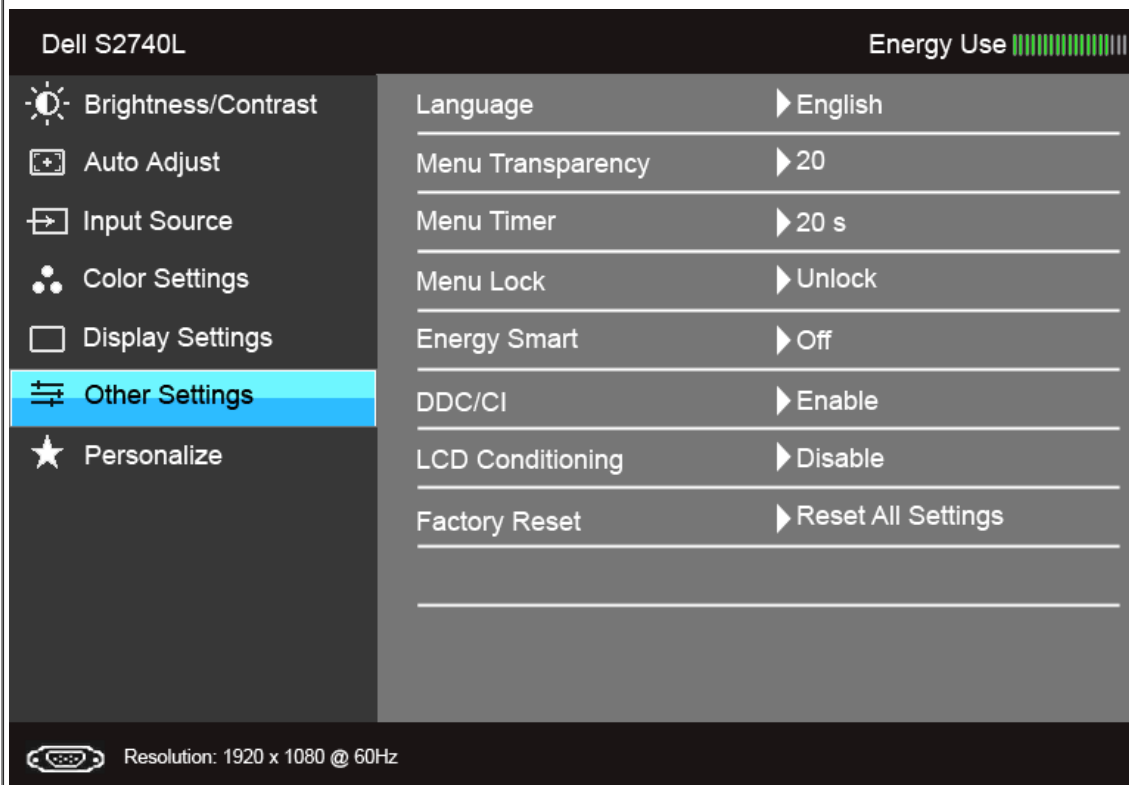 Dell S2740L Energy Use
Brightness/Contrast
Auto Adjust
Input Source
Color Settings
Display Settings
Other Settings
Personalize
Language English
Menu Transparency 20
Menu Timer 20 s
Menu Lock Unlock
Energy Smart Off
DDC/CI Enable
LCD Conditioning Disable
Factory Reset Reset All Settings
Resolution: 1920 x 1080 @ 60Hz